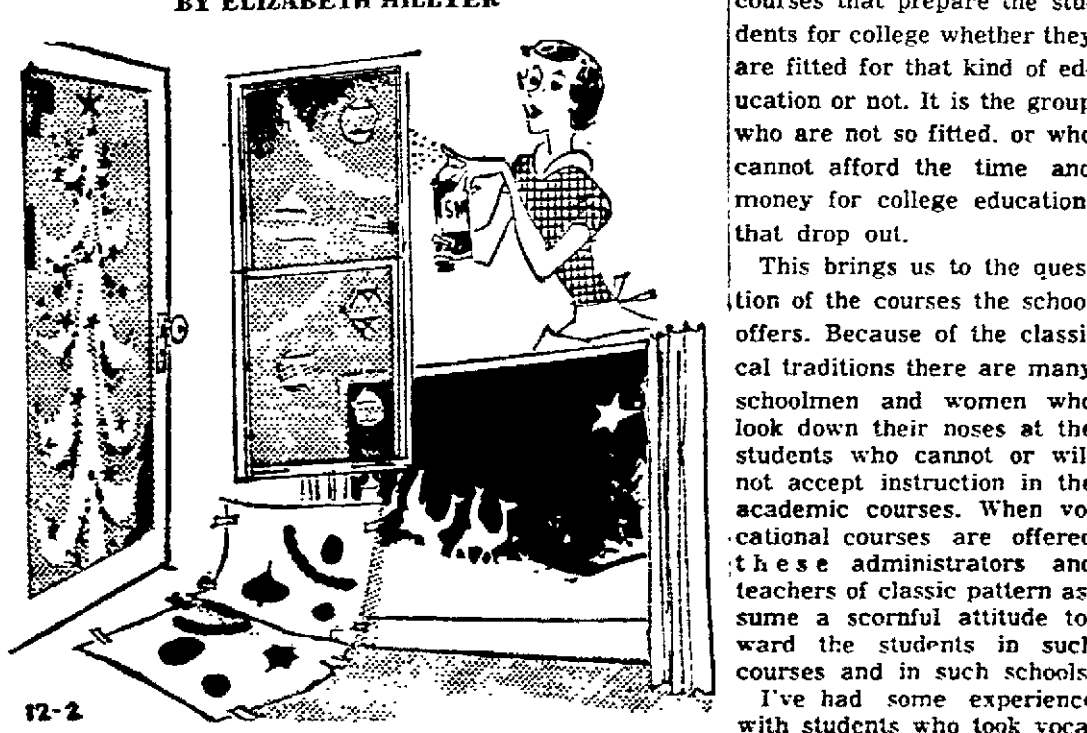 BY ELIZABETH HILLYER
SN
12-2
courses that prepare the stu-
dents for college whether they
are fitted for that kind of ed-
ucation or not. It is the group
who are not so fitted. or who
cannot afford the time and
money for college education
that drop out.
This brings us to the ques
tion of the courses the schoo
offers. Because of the classi
cal traditions there are many
schoolmen and women who
look down their noses at the
students who cannot or wil
not accept instruction in the
academic courses. When vo
cational courses are offered
these administrators and
teachers of classic pattern as
sume a scornful attitude to
ward the students in such
courses and in such schools
I've had some experience
with students who took voca